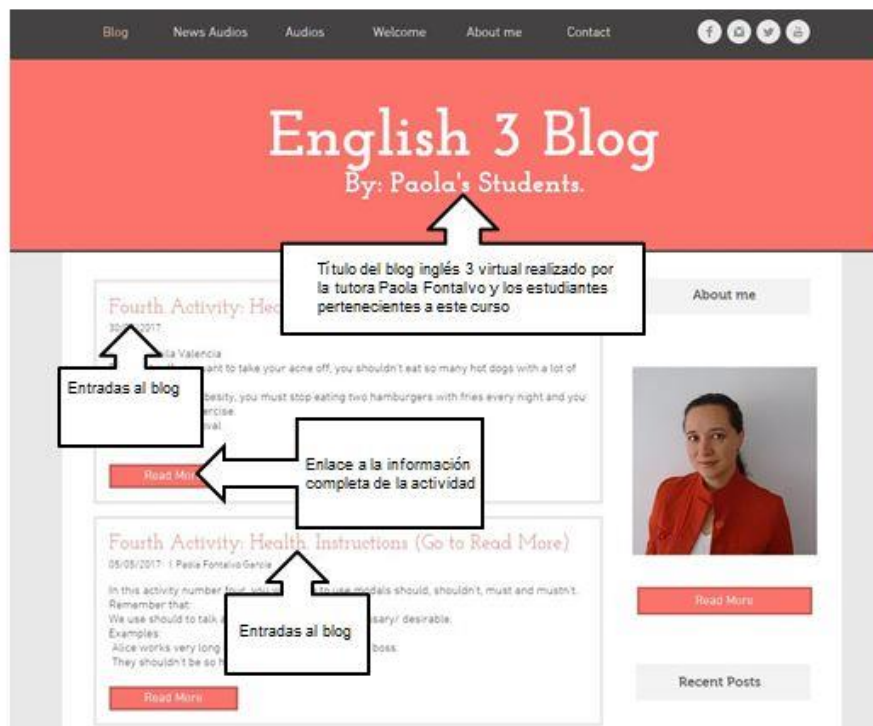 Blog News Audios Audios Welcome About me Contact
English 3 Blog
By: Paola's Students.
Título del blog inglés 3 virtual realizado por
la tutora Paola Fontalvo y los estudiantes
pertenecientes a este curso
Fourth Activity:
2017
Entradas al blog
Valencia
want to take your acne off, you shouldn't eat so many hot dogs with a lot of
besity, you must stop eating two hamburgers with fries every night and you
Enlace a la información
completa de la actividad
Read More
Fourth Activity: Health Instructions (Go to Read More)
05/05/2017 | Paola Fontalvo Garcia
In this activity number four, you to use modals should, shouldn't, must and mustn't.
Remember that:
We use should to talk desirable.
Examples:
Alice works very long boss.
They shouldn't be so
Entradas al blog
Read More
About me
Read More
Recent Posts